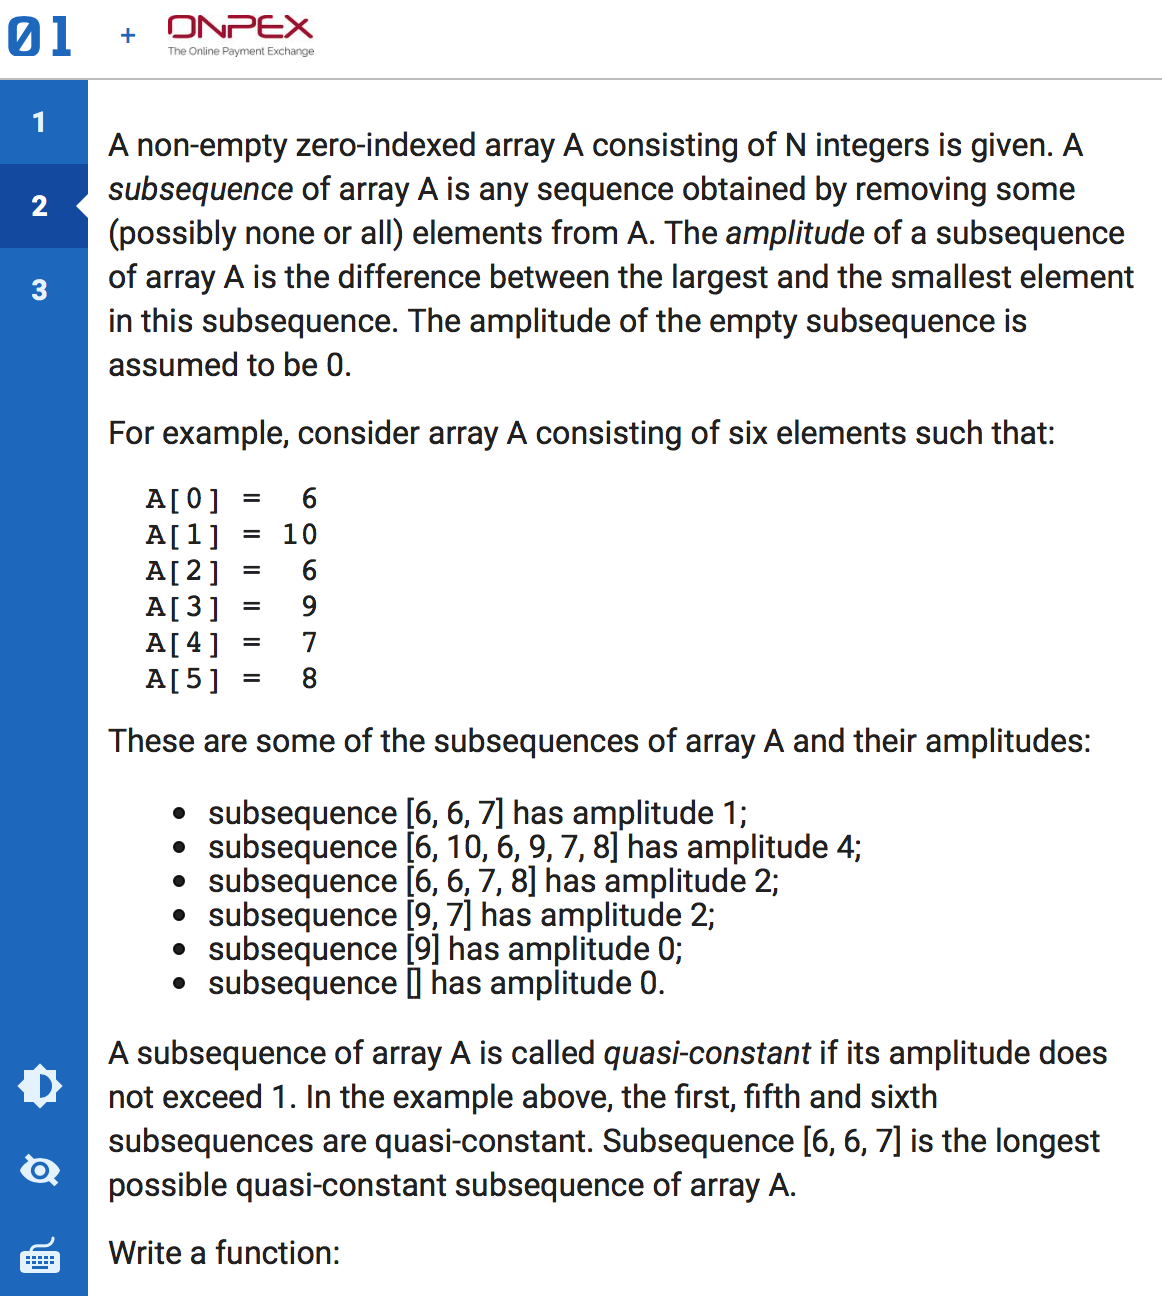 01 + ONPEX
The Online Payment Exchange
1
2
3
A non-empty zero-indexed array A consisting of N integers is given. A
subsequence of array A is any sequence obtained by removing some
(possibly none or all) elements from A. The amplitude of a subsequence
of array A is the difference between the largest and the smallest element
in this subsequence. The amplitude of the empty subsequence is
assumed to be 0.
For example, consider array A consisting of six elements such that:
A[0] = 6
A[1] = 10
A[2] = 6
A[3] = 9
A[4] = 7
A[5] = 8
These are some of the subsequences of array A and their amplitudes:
• subsequence [6, 6, 7] has amplitude 1;
• subsequence [6, 10, 6, 9, 7, 8] has amplitude 4;
• subsequence [6, 6, 7, 8] has amplitude 2;
• subsequence [9, 7] has amplitude 2;
• subsequence [9] has amplitude 0;
• subsequence [] has amplitude 0.
A subsequence of array A is called quasi-constant if its amplitude does
not exceed 1. In the example above, the first, fifth and sixth
subsequences are quasi-constant. Subsequence [6, 6, 7] is the longest
possible quasi-constant subsequence of array A.
Write a function: